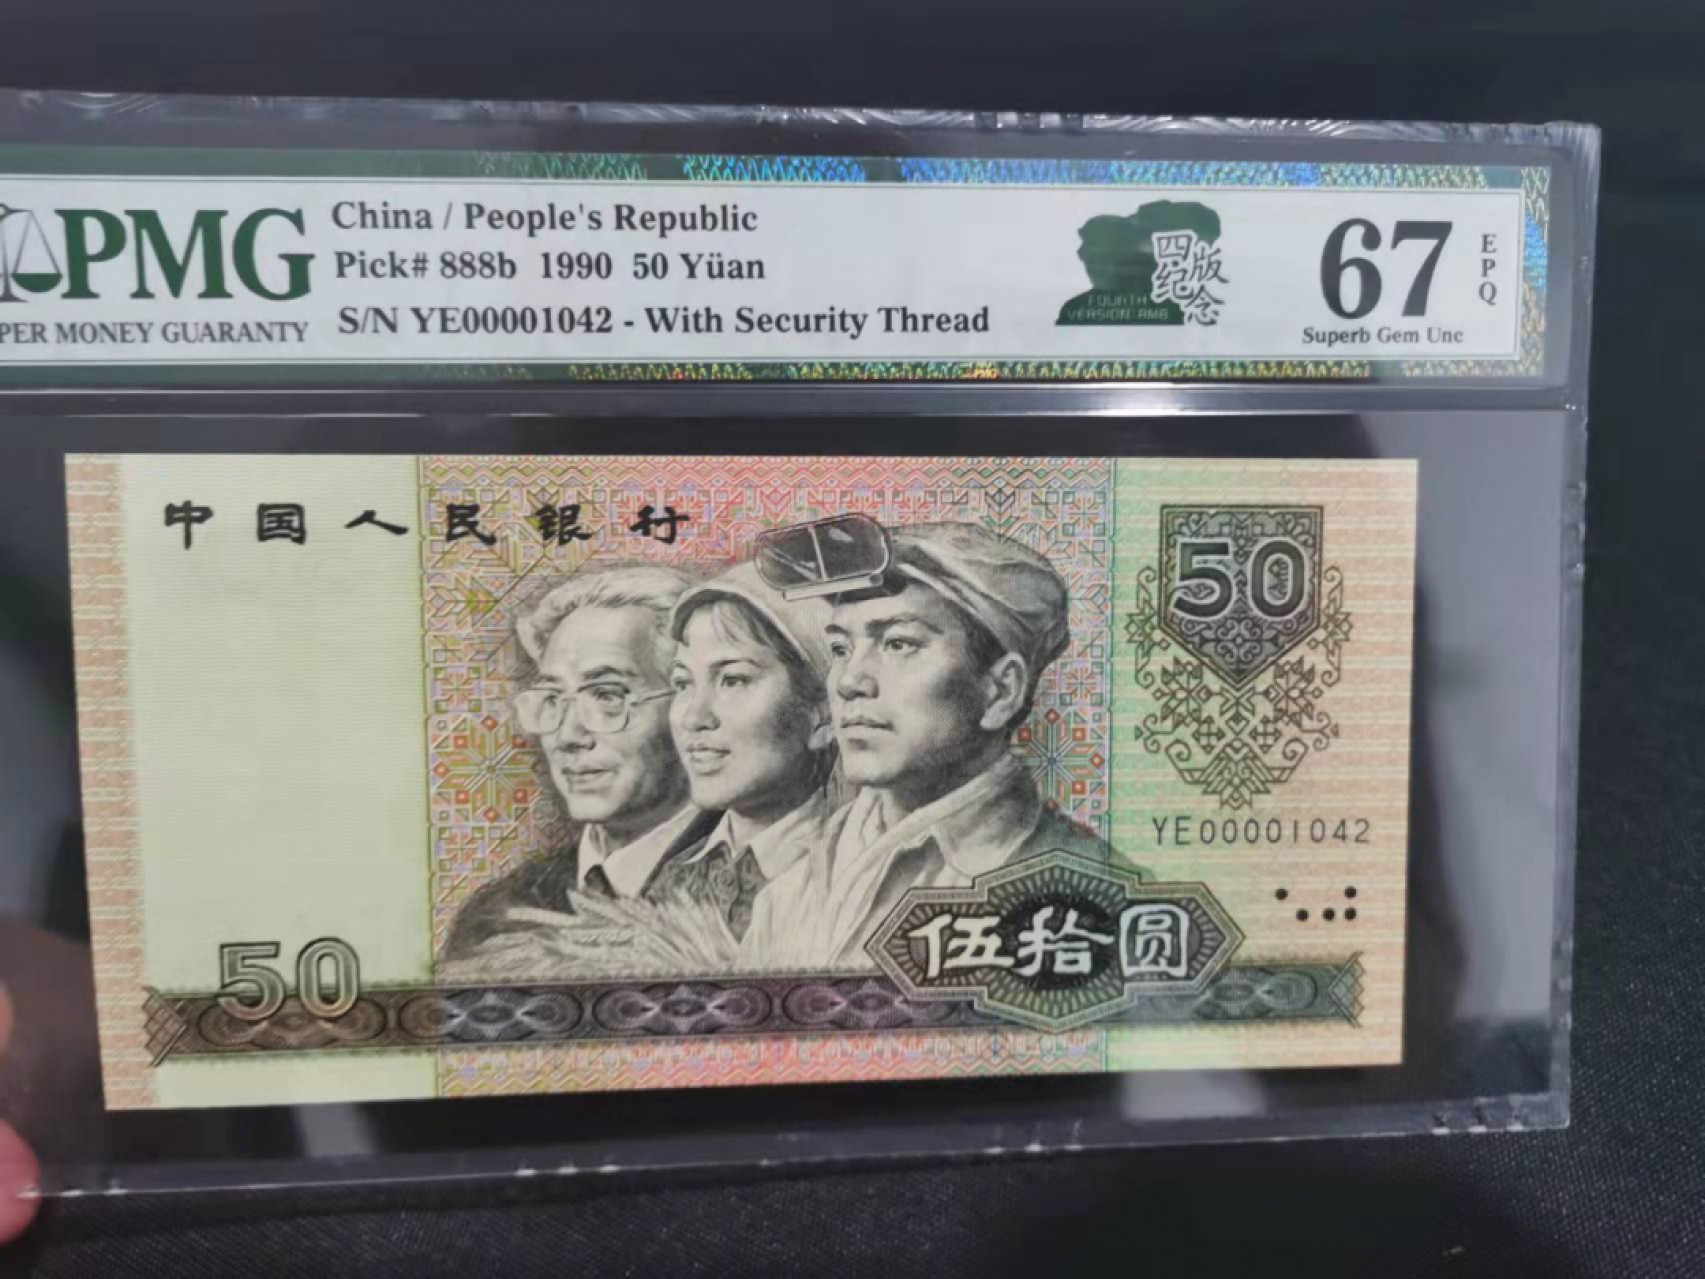 China / People's Republic
Pick# 888b 1990 50 Yüan
S/N YE00001042 - With Security Thread
PMG
PER MONEY GUARANTY
四版
纪念
FOURTH
VERSION RMB
67
EPQ
Superb Gem Unc
中国人民银行
50
YE00001042
伍拾圆
50